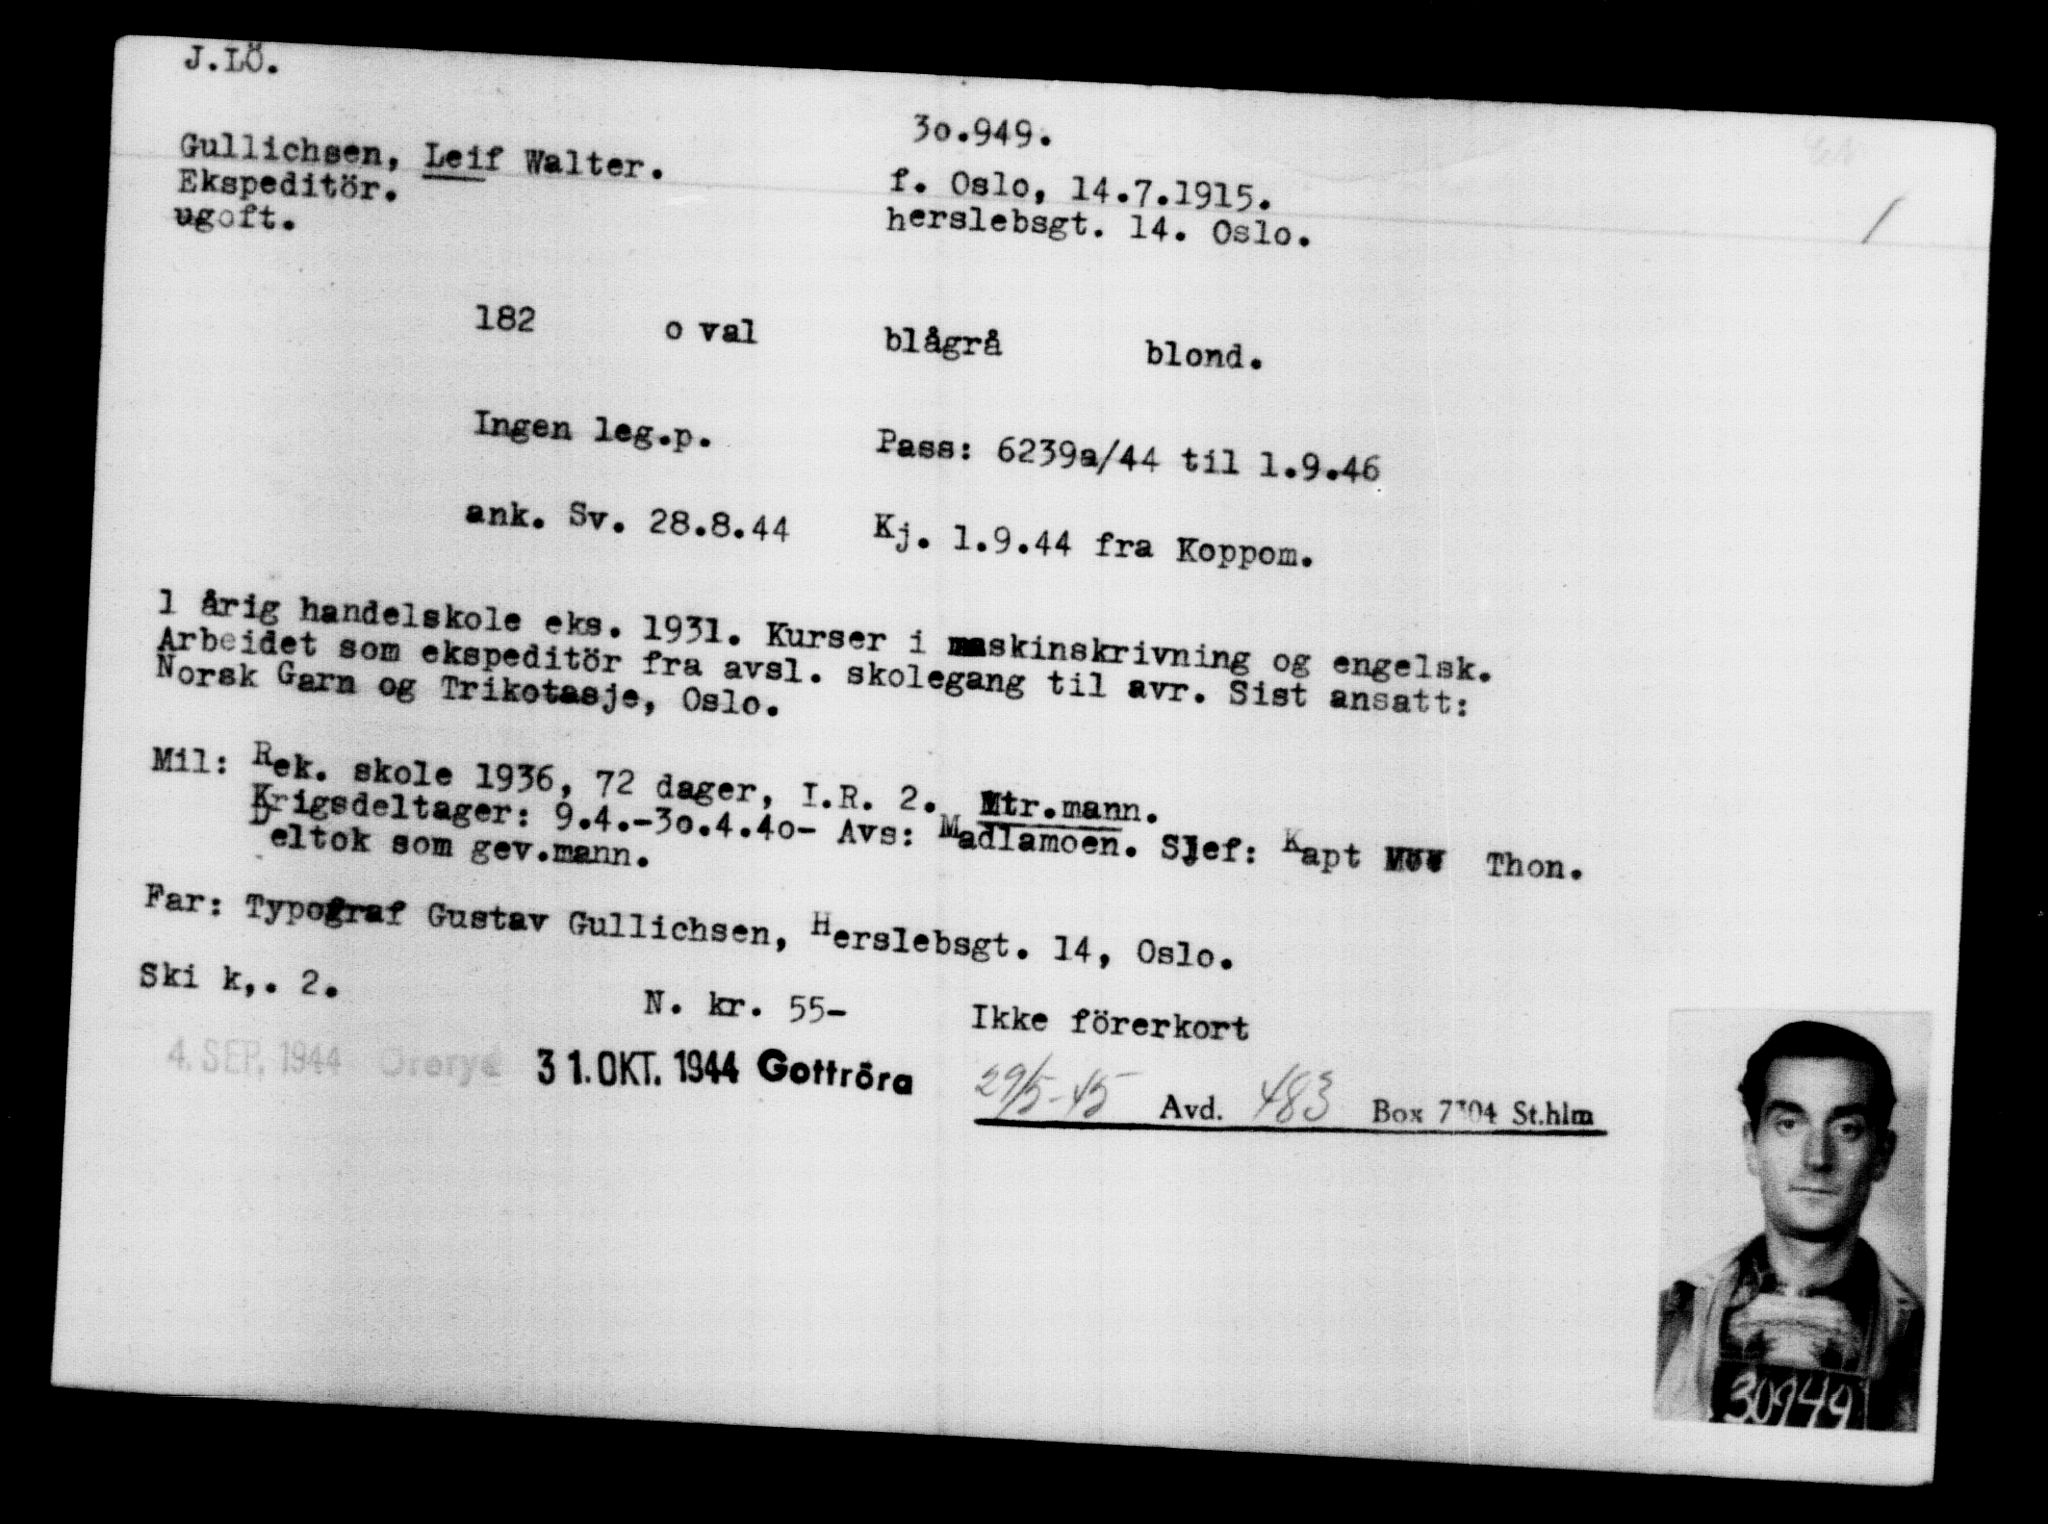 J.LÖ.
30.949.
Gullichsen, Leif Walter.
f. Oslo, 14.7.1915.
Ekspeditör.
herslebsgt. 14. Oslo.
ugoft.
182 o val blågrå blond.
Ingen leg.p. Pass: 6239a/44 til 1.9.46
ank. Sv. 28.8.44 Kj. 1.9.44 fra Koppom.
1 årig handelskole eks. 1931. Kurser i maskinskrivning og engelsk.
Arbeidet som ekspeditör fra avsl. skolegang til avr. Sist ansatt:
Norsk Garn og Trikotasje, Oslo.
Mil: Rek. skole 1936, 72 dager, I.R. 2. Mtr.mann.
Krigsdeltager: 9.4.-30.4.40- Avs: Madlamoen. Sjef: Kapt Thon.
Deltok som gev.mann.
Far: Typograf Gustav Gullichsen, Herslebsgt. 14, Oslo.
Ski k,. 2.
N. kr. 55- Ikke förerkort
4. SEP. 1944 Öreryd 31.OKT. 1944 Gottröra
29/5-45 Avd. 483 Box 7304 St.hlm
30949